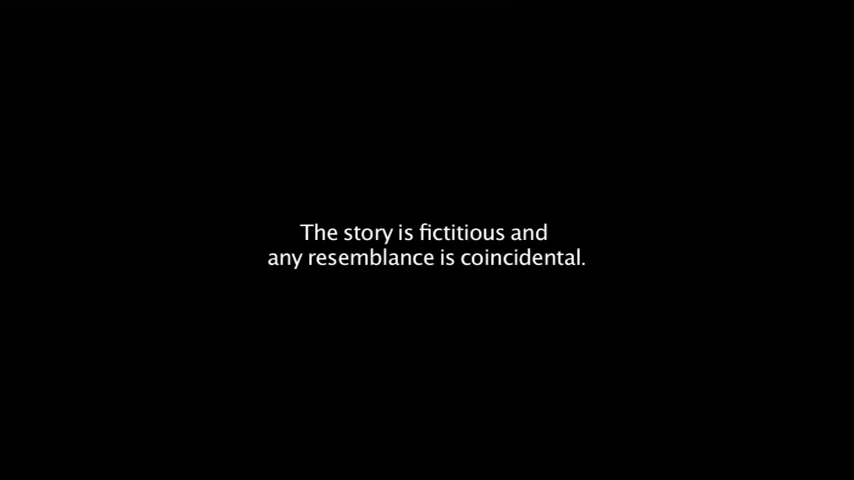 The story is fictitious and
any resemblance is coincidental.